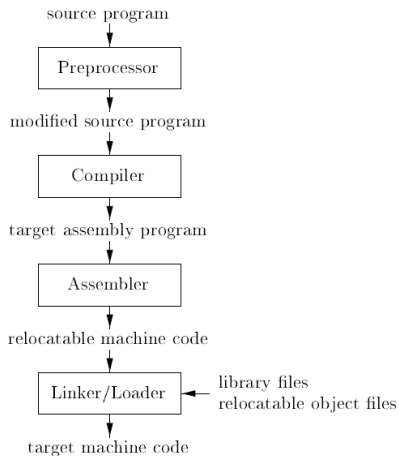 source program
Preprocessor
modified source program
Compiler
target assembly program
Assembler
relocatable machine code
Linker/Loader
library files
relocatable object files
target machine code